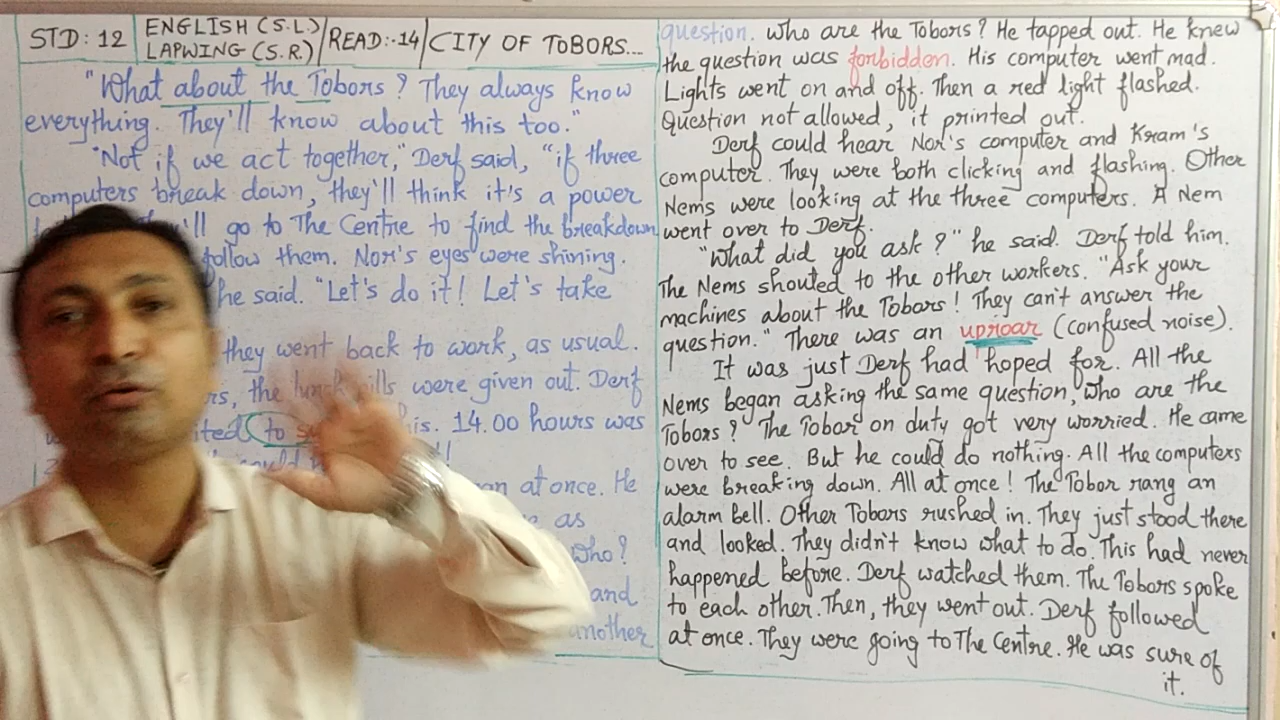 STD: 12
ENGLISH (S.L.)
LAPWING (S.R.)
READ:-14
CITY OF TOBORS...
"What about the Tobors? They always know
everything. They'll know about this too."
"Not if we act together," Derf said, "if three
computers break down, they'll think it's a power
'll go to The Centre to find the breakdown
follow them. Nor's eyes were shining.
he said. "Let's do it! Let's take
they went back to work, as usual.
rs, the lunch pills were given out. Derf
ted to is. 14.00 hours was
could
at once. He
as
who?
and
another
question. Who are the Tobors? He tapped out. He knew
the question was forbidden. His computer went mad.
Lights went on and off. Then a red light flashed.
Question not allowed, it printed out.
Derf could hear Nor's computer and Kram's
computer. They were both clicking and flashing. Other
Nems were looking at the three computers. A Nem
went over to Derf.
"What did you ask?" he said. Derf told him.
The Nems shouted to the other workers. "Ask your
machines about the Tobors! They can't answer the
question." There was an uproar (confused noise).
It was just Derf had hoped for. All the
Nems began asking the same question, Who are the
Tobors? The Tobor on duty got very worried. He came
over to see. But he could do nothing. All the computers
were breaking down. All at once! The Tobor rang an
alarm bell. Other Tobors rushed in. They just stood there
and looked. They didn't know what to do. This had never
happened before. Derf watched them. The Tobors spoke
to each other. Then, they went out. Derf followed
at once. They were going to The Centre. He was sure of
it.